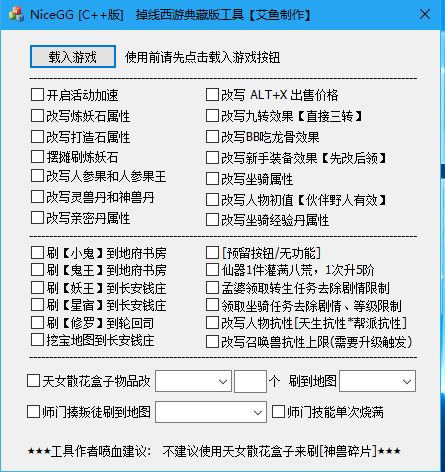 NiceGG [C++版] 掉线西游典藏版工具【艾鱼制作】
载入游戏 使用前请先点击载入游戏按钮
开启活动加速 改写 ALT+X 出售价格
改写炼妖石属性 改写九转效果【直接三转】
改写打造石属性 改写BB吃龙骨效果
摆摊刷炼妖石 改写新手装备效果【先改后领】
改写人参果和人参果王 改写坐骑属性
改写灵兽丹和神兽丹 改写人物初值【伙伴野人有效】
改写亲密丹属性 改写坐骑经验丹属性
刷【小鬼】到地府书房 [预留按钮/无功能]
刷【鬼王】到地府书房 仙器1件灌满八荒，1次升5阶
刷【妖王】到长安钱庄 孟婆领取转生任务去除剧情限制
刷【星宿】到长安钱庄 领取坐骑任务去除剧情、等级限制
刷【修罗】到轮回司 改写人物抗性[天生抗性*帮派抗性]
挖宝地图到长安钱庄 改写召唤兽抗性上限(需要升级触发)
天女散花盒子物品改 个 刷到地图
师门揍叛徒刷到地图 师门技能单次烧满
★★★工具作者喷血建议： 不建议使用天女散花盒子来刷[神兽碎片]★★★